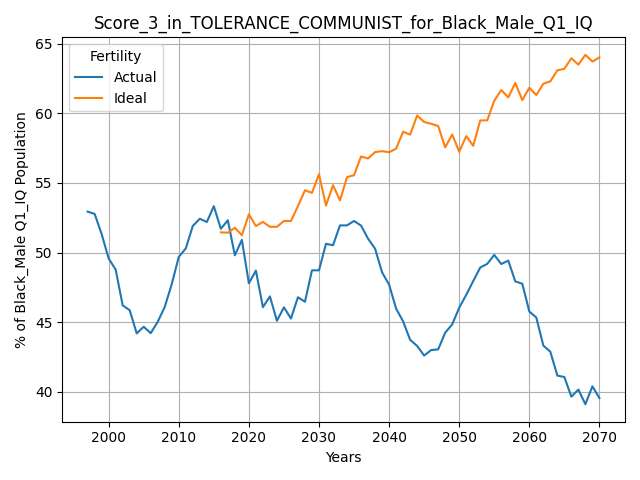 Score_3_in_TOLERANCE_COMMUNIST_for_Black_Male_Q1_IQ
Fertility
Actual
Ideal
% of Black_Male Q1_IQ Population
65
60
55
50
45
40
2000
2010
2020
2030
2040
2050
2060
2070
Years